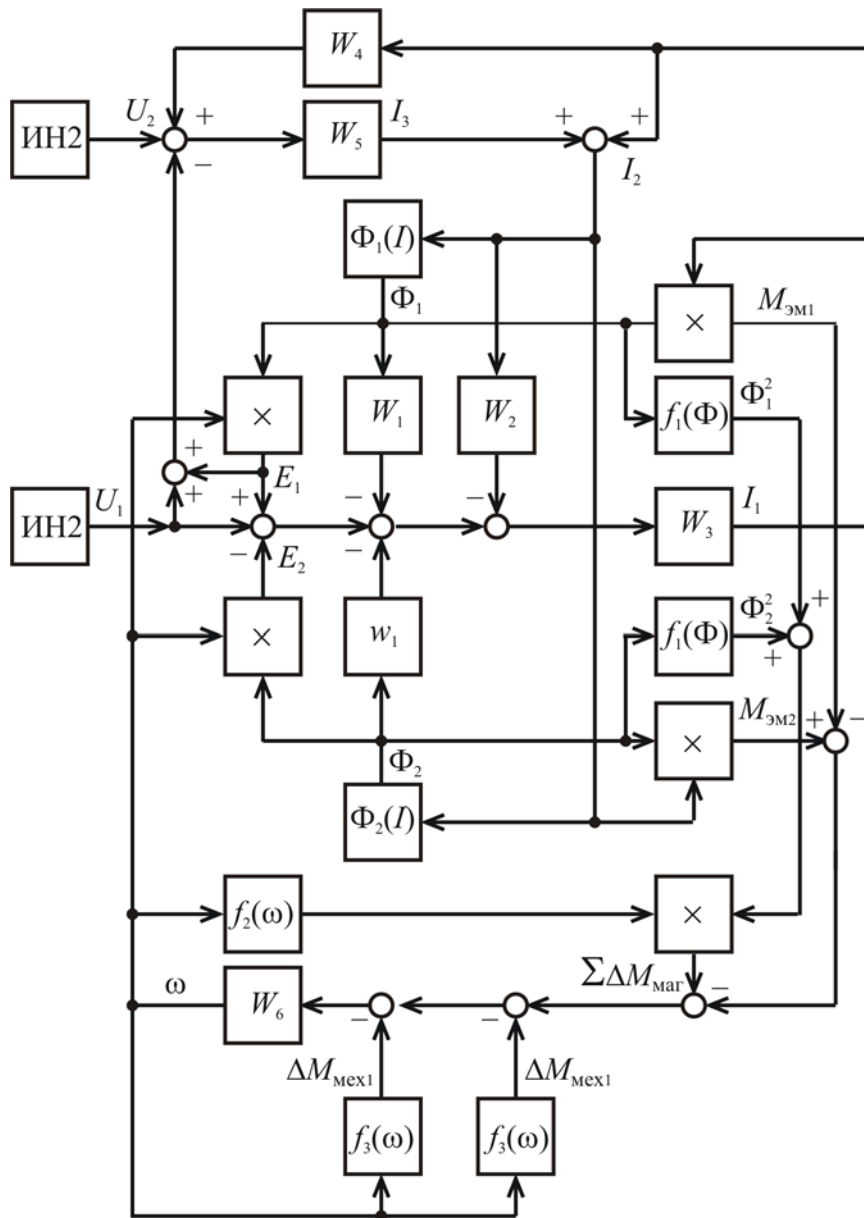 W₄
U₂
+
+
+
ИН2
W₅
I₃
−
I₂
Φ₁(I)
Φ₁
Mэм1
×
×
W₁
W₂
f₁(Φ)
Φ₁²
+
+
E₁
+
−
−
ИН2
U₁
W₃
I₁
−
E₂
−
Φ₂²
+
×
w₁
f₁(Φ)
+
Mэм2
+
−
×
Φ₂
Φ₂(I)
f₂(ω)
×
ω
ΣΔMмаг
−
W₆
−
−
ΔMмех1
ΔMмех1
f₃(ω)
f₃(ω)